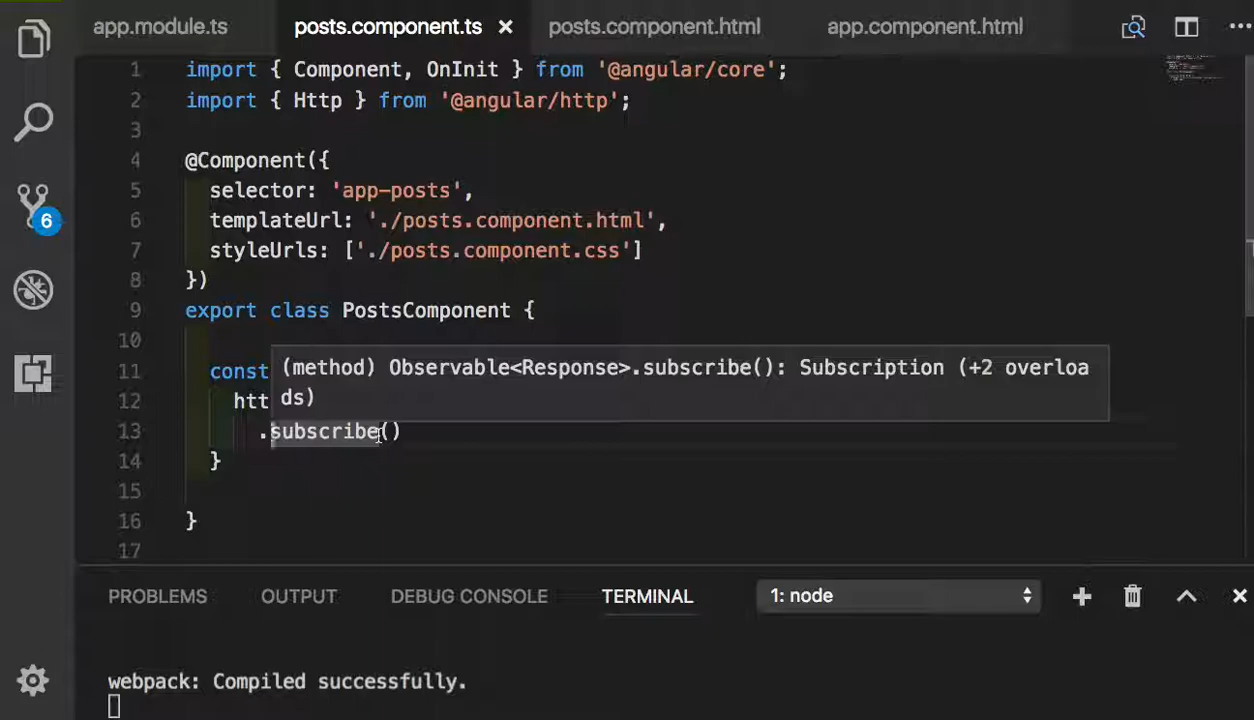 app.module.ts posts.component.ts posts.component.html app.component.html
1 import { Component, OnInit } from '@angular/core';
2 import { Http } from '@angular/http';
3
4 @Component({
5 selector: 'app-posts',
6 templateUrl: './posts.component.html',
7 styleUrls: ['./posts.component.css']
8 })
9 export class PostsComponent {
10
(method) Observable<Response>.subscribe(): Subscription (+2 overloa
11 const
ds)
12 htt
13 .subscribe()
14 }
15
16 }
17
6
PROBLEMS OUTPUT DEBUG CONSOLE TERMINAL 1: node
webpack: Compiled successfully.